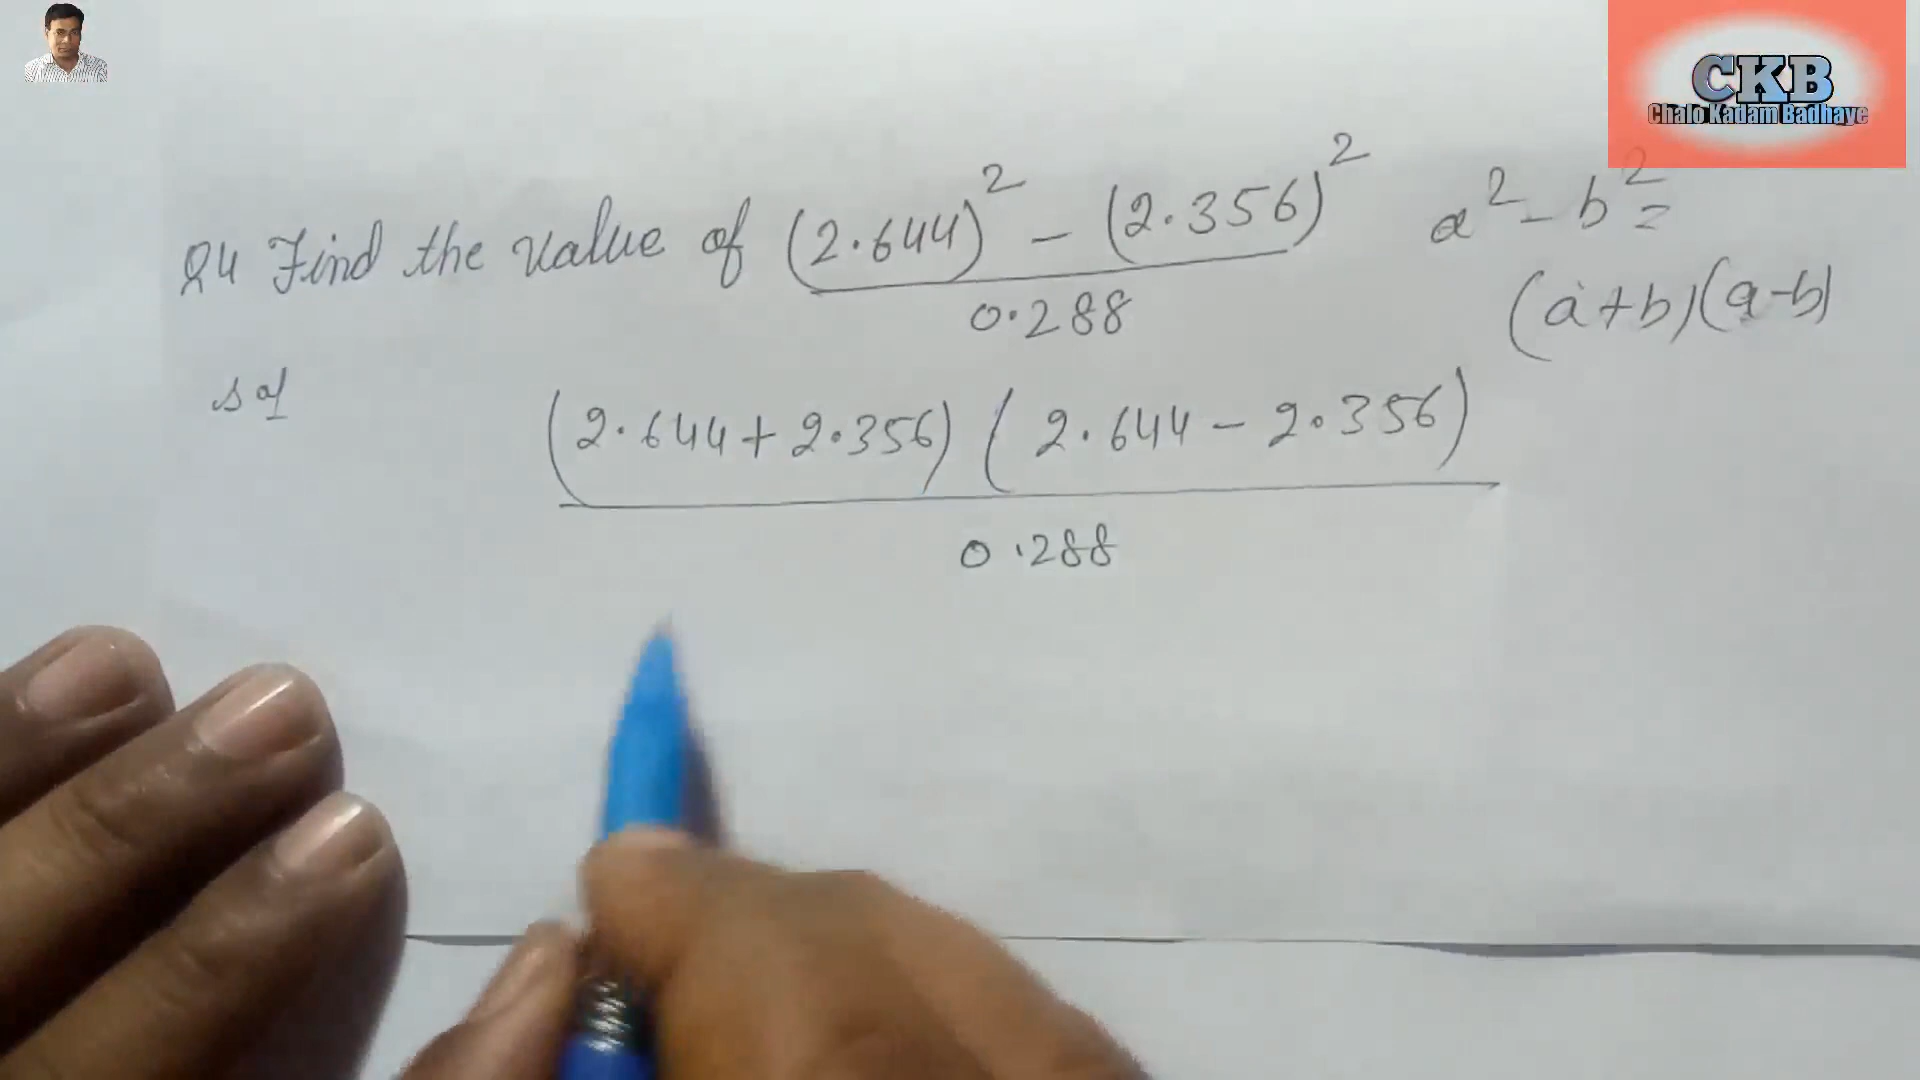 CKB
Chalo Kadam Badhaye
Q4 Find the value of (2.644)² - (2.356)² a² - b² =
0.288 (a+b)(a-b)
sol
(2.644 + 2.356) (2.644 - 2.356)
0.288